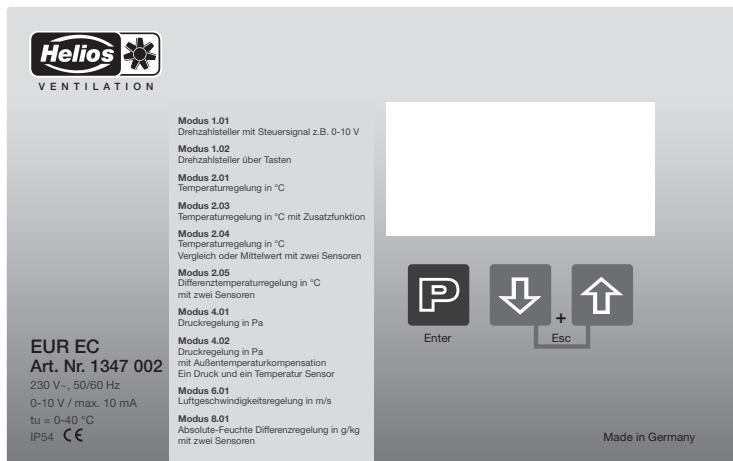 Helios
VENTILATION
Modus 1.01
Drehzahlsteller mit Steuersignal z.B. 0-10 V
Modus 1.02
Drehzahlsteller über Tasten
Modus 2.01
Temperaturregelung in °C
Modus 2.03
Temperaturregelung in °C mit Zusatzfunktion
Modus 2.04
Temperaturregelung in °C
Vergleich oder Mittelwert mit zwei Sensoren
Modus 2.05
Differenztemperaturregelung in °C
mit zwei Sensoren
Modus 4.01
Druckregelung in Pa
Modus 4.02
Druckregelung in Pa
mit Außentemperaturkompensation
Ein Druck und ein Temperatur Sensor
Modus 6.01
Luftgeschwindigkeitsregelung in m/s
Modus 8.01
Absolute-Feuchte Differenzregelung in g/kg
mit zwei Sensoren
EUR EC
Art. Nr. 1347 002
230 V~, 50/60 Hz
0-10 V / max. 10 mA
tu = 0-40 °C
IP54 CE
P
+
Enter
Esc
Made in Germany